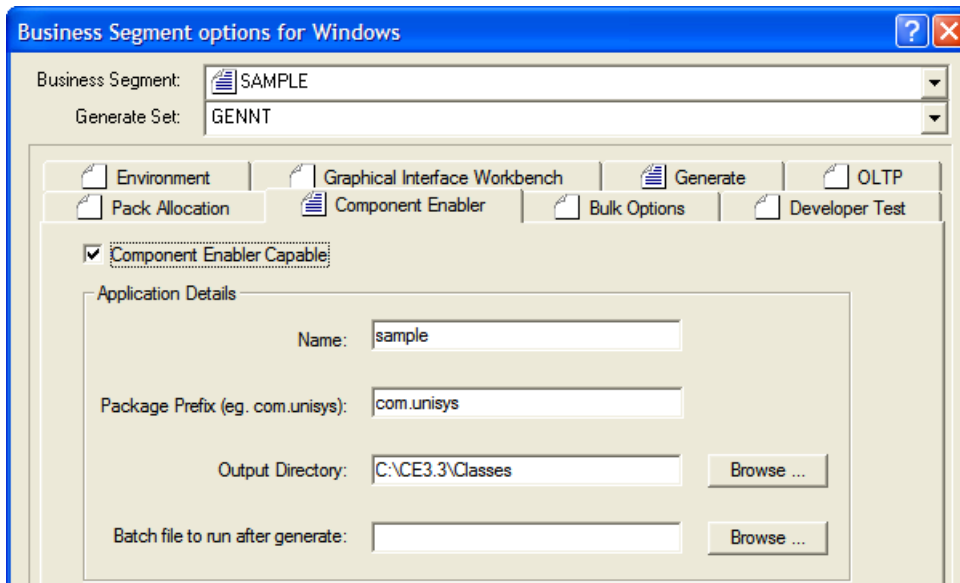 Business Segment options for Windows
Business Segment: SAMPLE
Generate Set: GENNT
Environment Graphical Interface Workbench Generate OLTP
Pack Allocation Component Enabler Bulk Options Developer Test
Component Enabler Capable
Application Details
Name: sample
Package Prefix (eg. com.unisys): com.unisys
Output Directory: C:\CE3.3\Classes Browse ...
Batch file to run after generate: Browse ...